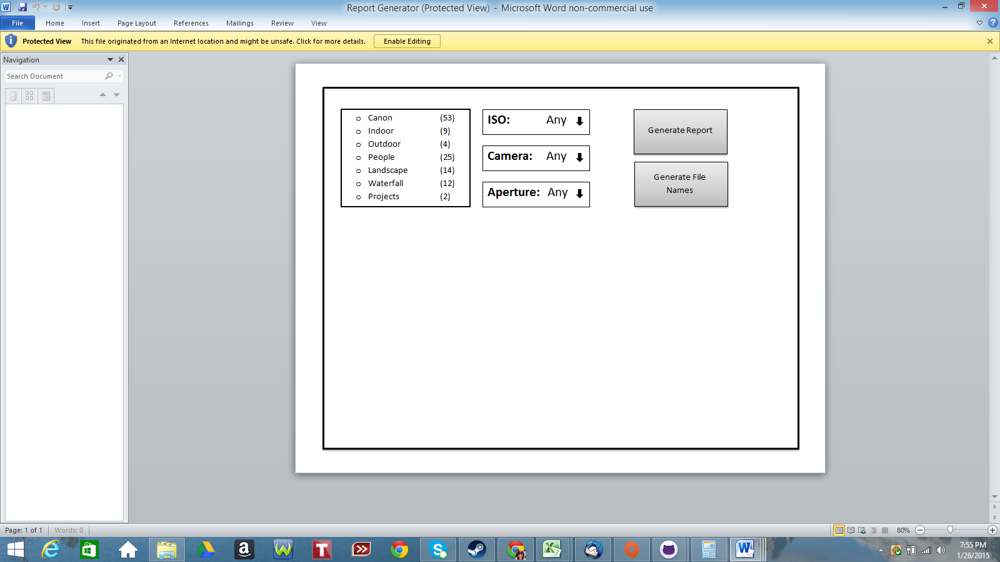 Report Generator (Protected View) - Microsoft Word non-commercial use
File Home Insert Page Layout References Mailings Review View
Protected View This file originated from an Internet location and might be unsafe. Click for more details. Enable Editing
Navigation
Search Document
Canon (53)
Indoor (9)
Outdoor (4)
People (25)
Landscape (14)
Waterfall (12)
Projects (2)
ISO: Any
Camera: Any
Aperture: Any
Generate Report
Generate File
Names
Page: 1 of 1 Words: 0 80%
7:55 PM
1/26/2015